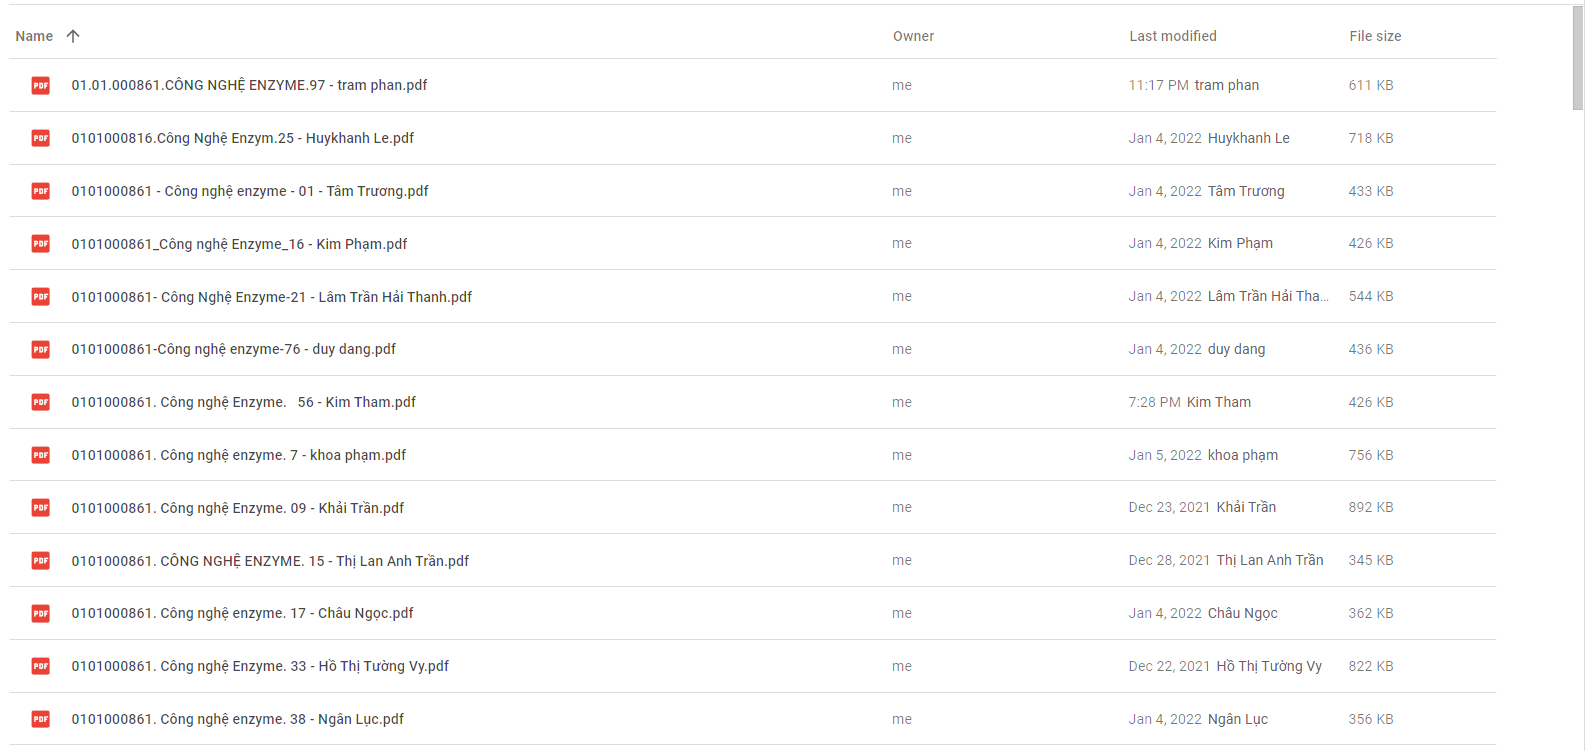 Name Owner Last modified File size
PDF 01.01.000861.CÔNG NGHỆ ENZYME.97 - tram phan.pdf me 11:17 PM tram phan 611 KB
PDF 0101000816.Công Nghệ Enzym.25 - Huykhanh Le.pdf me Jan 4, 2022 Huykhanh Le 718 KB
PDF 0101000861 - Công nghệ enzyme - 01 - Tâm Trương.pdf me Jan 4, 2022 Tâm Trương 433 KB
PDF 0101000861_Công nghệ Enzyme_16 - Kim Phạm.pdf me Jan 4, 2022 Kim Phạm 426 KB
PDF 0101000861- Công Nghệ Enzyme-21 - Lâm Trần Hải Thanh.pdf me Jan 4, 2022 Lâm Trần Hải Tha... 544 KB
PDF 0101000861-Công nghệ enzyme-76 - duy dang.pdf me Jan 4, 2022 duy dang 436 KB
PDF 0101000861. Công nghệ Enzyme.   56 - Kim Tham.pdf me 7:28 PM Kim Tham 426 KB
PDF 0101000861. Công nghệ enzyme. 7 - khoa phạm.pdf me Jan 5, 2022 khoa phạm 756 KB
PDF 0101000861. Công nghệ Enzyme. 09 - Khải Trần.pdf me Dec 23, 2021 Khải Trần 892 KB
PDF 0101000861. CÔNG NGHỆ ENZYME. 15 - Thị Lan Anh Trần.pdf me Dec 28, 2021 Thị Lan Anh Trần 345 KB
PDF 0101000861. Công nghệ enzyme. 17 - Châu Ngọc.pdf me Jan 4, 2022 Châu Ngọc 362 KB
PDF 0101000861. Công nghệ Enzyme. 33 - Hồ Thị Tường Vy.pdf me Dec 22, 2021 Hồ Thị Tường Vy 822 KB
PDF 0101000861. Công nghệ enzyme. 38 - Ngân Lục.pdf me Jan 4, 2022 Ngân Lục 356 KB